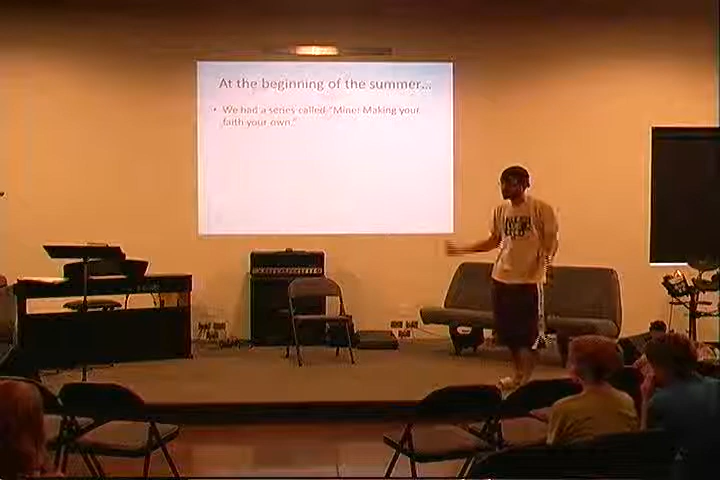 At the beginning of the summer...
• We had a series called "Mine: Making your
faith your own."